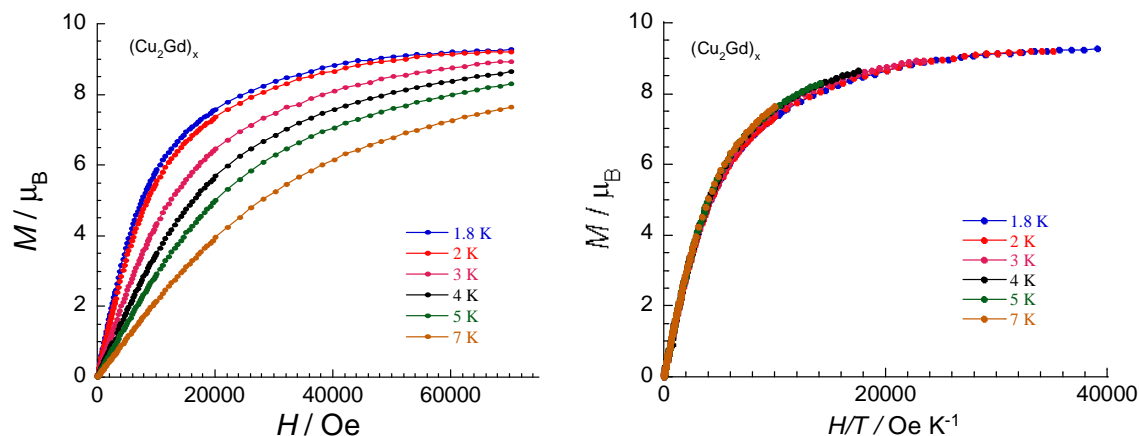 10
8
6
4
2
0
M / μB
(Cu2Gd)x
1.8 K
2 K
3 K
4 K
5 K
7 K
0
20000
40000
60000
H / Oe
10
8
6
4
2
0
M / μB
(Cu2Gd)x
1.8 K
2 K
3 K
4 K
5 K
7 K
0
20000
40000
H/T / Oe K-1